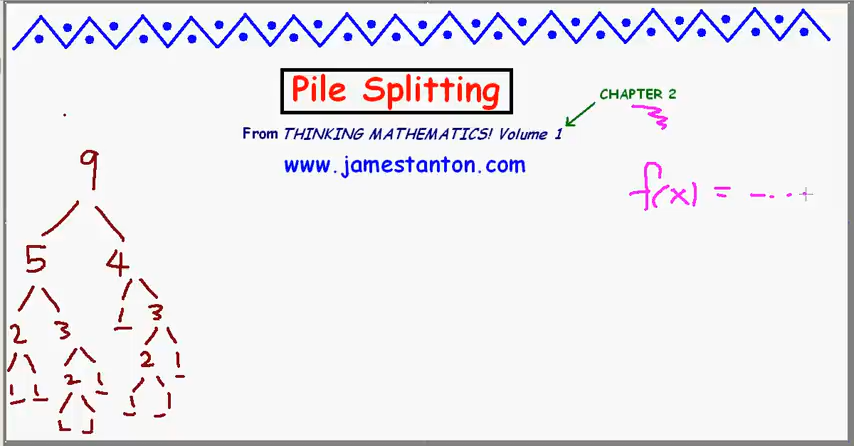 Pile Splitting
CHAPTER 2
From THINKING MATHEMATICS! Volume 1
www.jamestanton.com
f(x) = -...
9
5 4
2 3 1 3
2 1 2 1
1 1 1 1 1 1